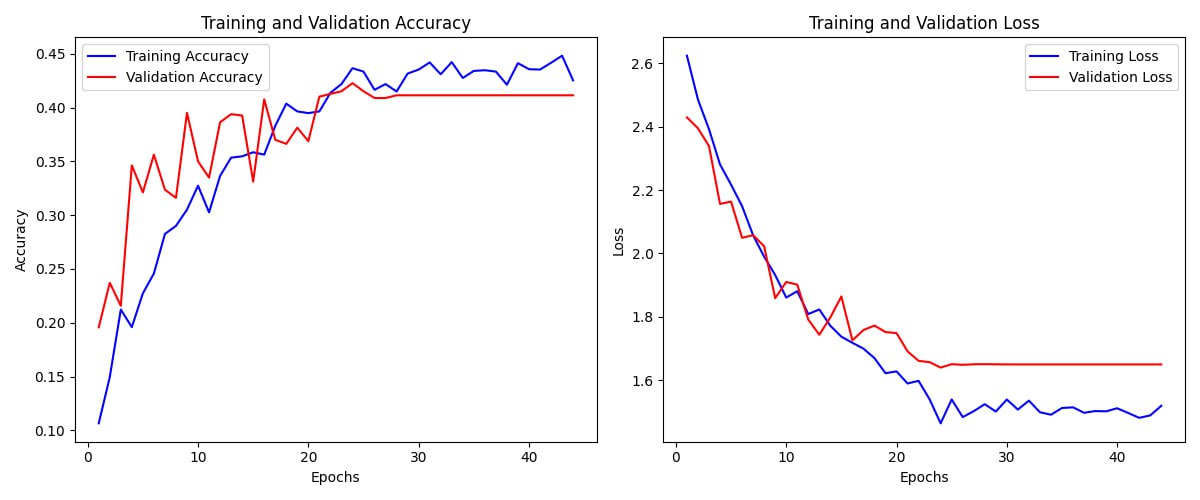 Training and Validation Accuracy
Training Accuracy
Validation Accuracy
0.45
0.40
0.35
0.30
0.25
0.20
0.15
0.10
Accuracy
0
10
20
30
40
Epochs
Training and Validation Loss
Training Loss
Validation Loss
2.6
2.4
2.2
2.0
1.8
1.6
Loss
0
10
20
30
40
Epochs